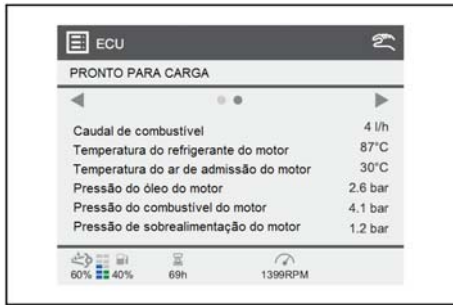 ECU
PRONTO PARA CARGA
Caudal de combustível 4 l/h
Temperatura do refrigerante do motor 87°C
Temperatura do ar de admissão do motor 30°C
Pressão do óleo do motor 2.6 bar
Pressão do combustível do motor 4.1 bar
Pressão de sobrealimentação do motor 1.2 bar
60% 40% 69h 1399RPM